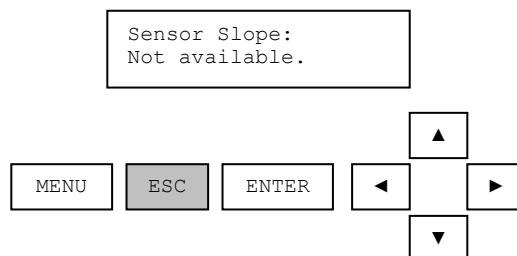 Sensor Slope:
Not available.
▲
MENU ESC ENTER ◄ ►
▼